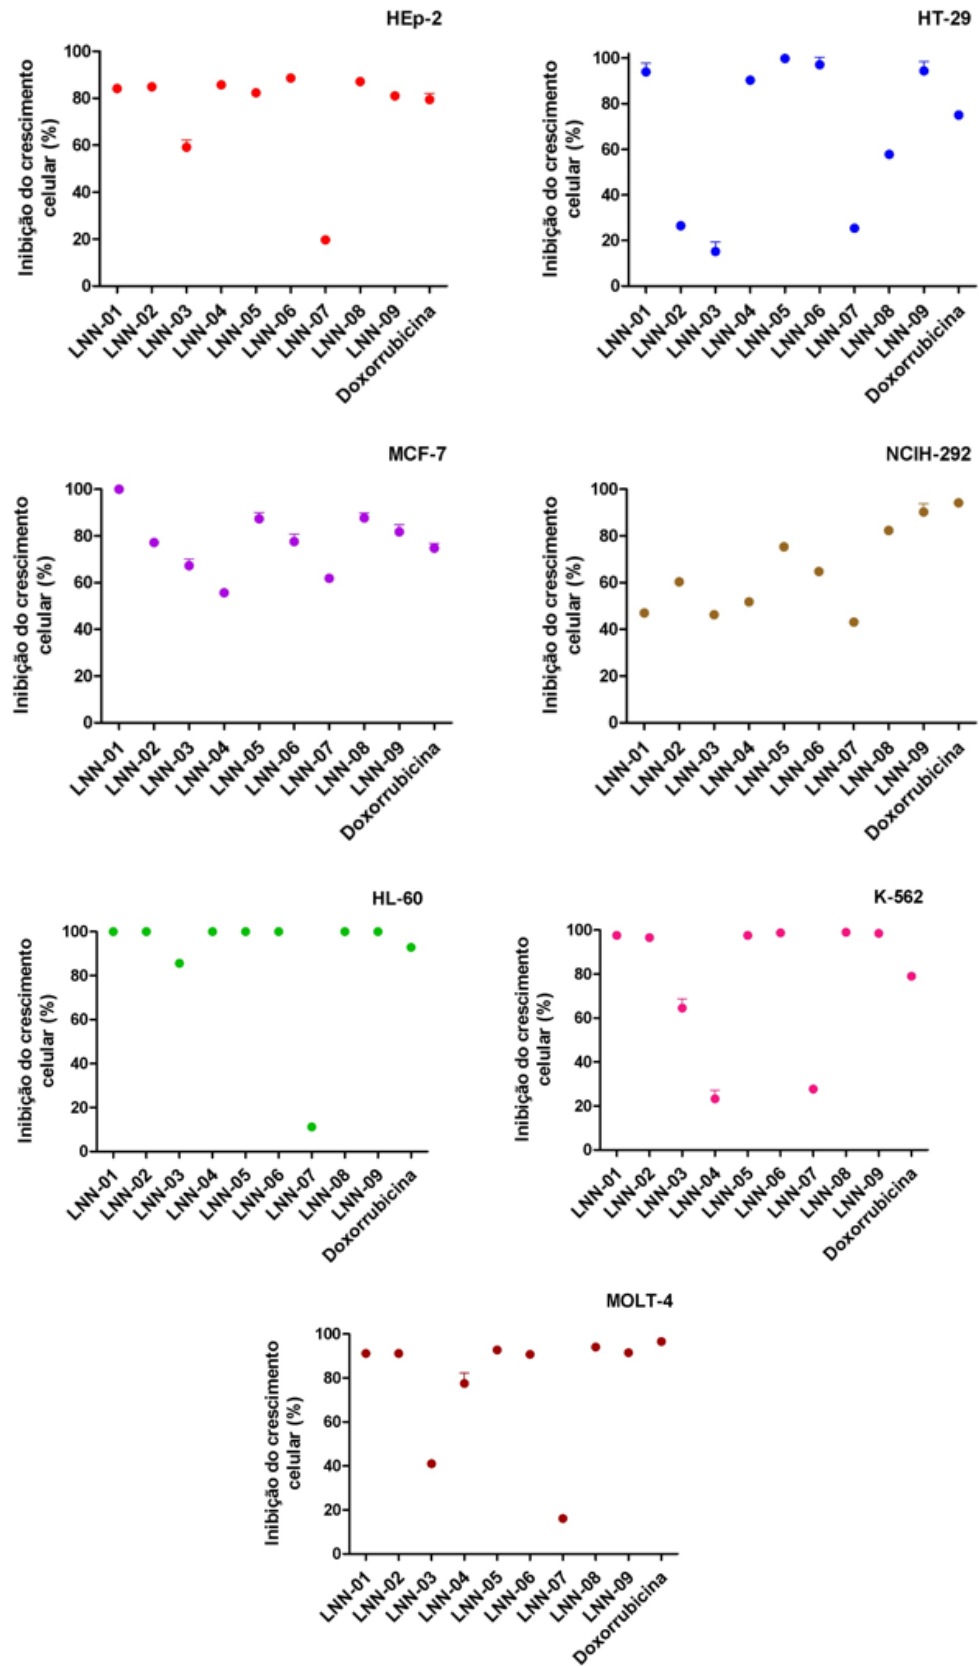 HEp-2
Inibição do crescimento
celular (%)
100
80
60
40
20
0
LNN-01
LNN-02
LNN-03
LNN-04
LNN-05
LNN-06
LNN-07
LNN-08
LNN-09
Doxorrubicina
HT-29
Inibição do crescimento
celular (%)
100
80
60
40
20
0
LNN-01
LNN-02
LNN-03
LNN-04
LNN-05
LNN-06
LNN-07
LNN-08
LNN-09
Doxorrubicina
MCF-7
Inibição do crescimento
celular (%)
100
80
60
40
20
0
LNN-01
LNN-02
LNN-03
LNN-04
LNN-05
LNN-06
LNN-07
LNN-08
LNN-09
Doxorrubicina
NCIH-292
Inibição do crescimento
celular (%)
100
80
60
40
20
0
LNN-01
LNN-02
LNN-03
LNN-04
LNN-05
LNN-06
LNN-07
LNN-08
LNN-09
Doxorrubicina
HL-60
Inibição do crescimento
celular (%)
100
80
60
40
20
0
LNN-01
LNN-02
LNN-03
LNN-04
LNN-05
LNN-06
LNN-07
LNN-08
LNN-09
Doxorrubicina
K-562
Inibição do crescimento
celular (%)
100
80
60
40
20
0
LNN-01
LNN-02
LNN-03
LNN-04
LNN-05
LNN-06
LNN-07
LNN-08
LNN-09
Doxorrubicina
MOLT-4
Inibição do crescimento
celular (%)
100
80
60
40
20
0
LNN-01
LNN-02
LNN-03
LNN-04
LNN-05
LNN-06
LNN-07
LNN-08
LNN-09
Doxorrubicina